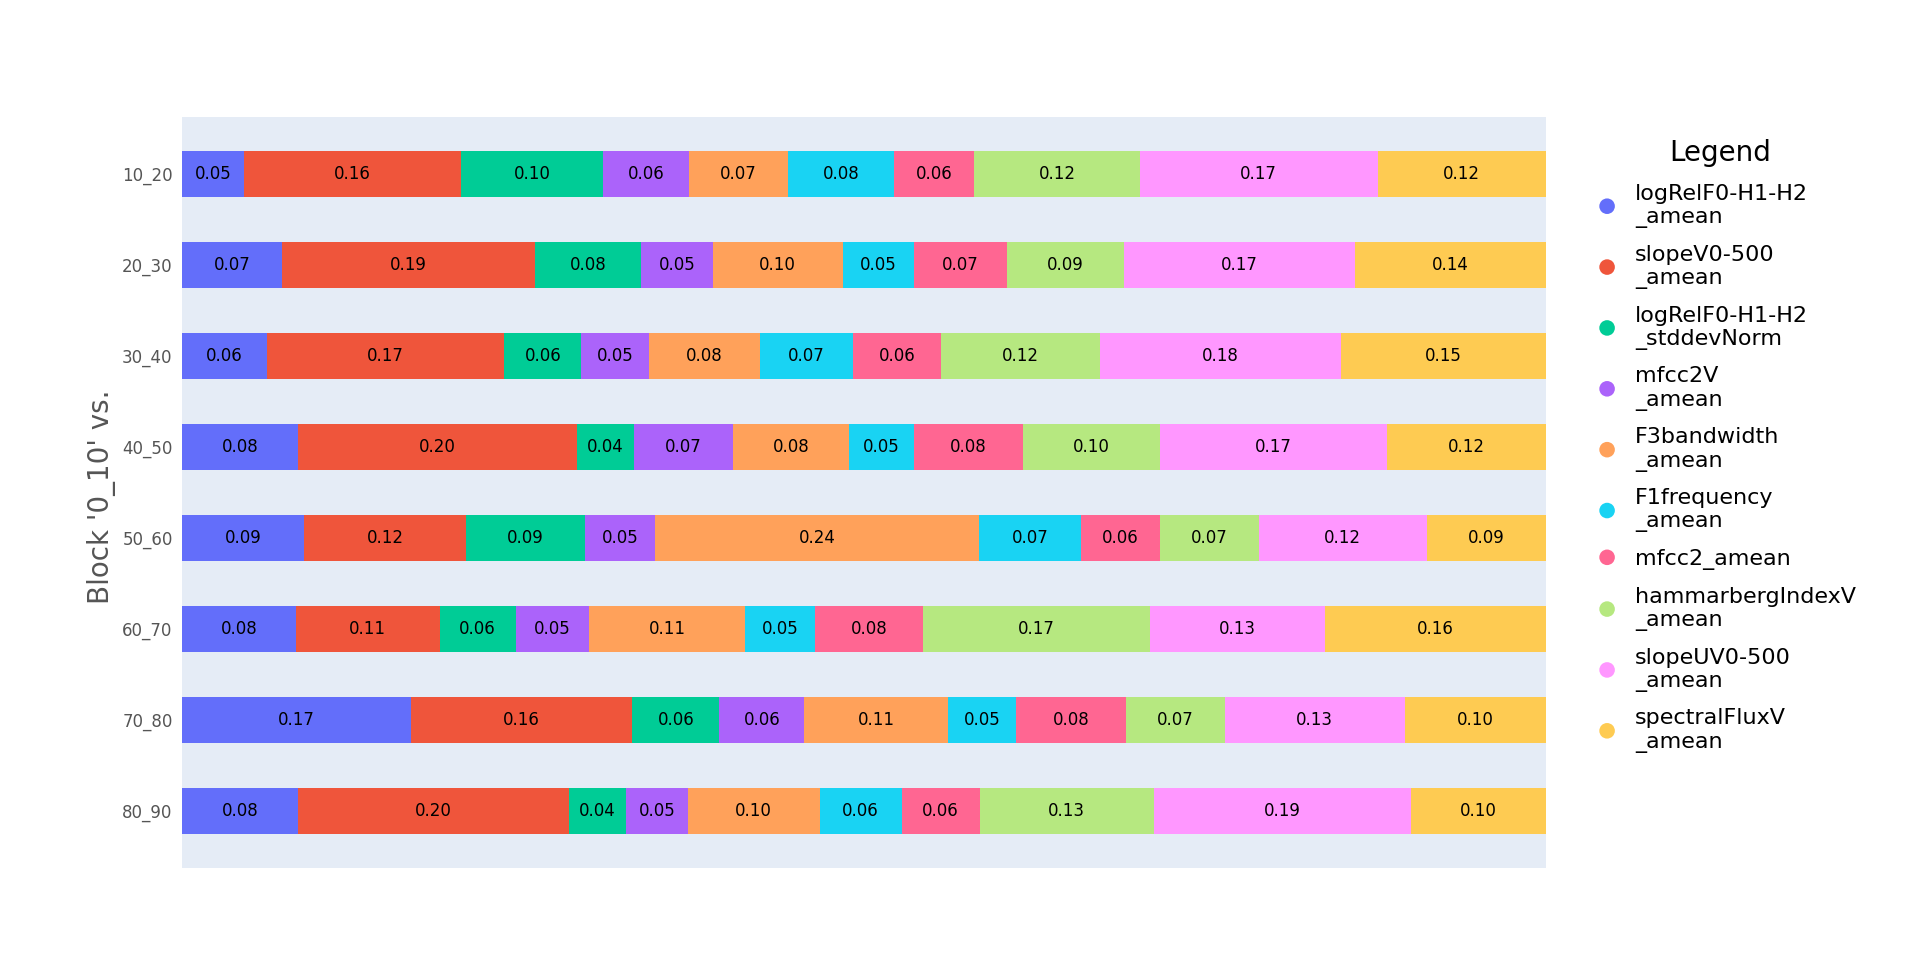 Legend
10_20 0.05 0.16 0.10 0.06 0.07 0.08 0.06 0.12 0.17 0.12
20_30 0.07 0.19 0.08 0.05 0.10 0.05 0.07 0.09 0.17 0.14
30_40 0.06 0.17 0.06 0.05 0.08 0.07 0.06 0.12 0.18 0.15
40_50 0.08 0.20 0.04 0.07 0.08 0.05 0.08 0.10 0.17 0.12
50_60 0.09 0.12 0.09 0.05 0.24 0.07 0.06 0.07 0.12 0.09
60_70 0.08 0.11 0.06 0.05 0.11 0.05 0.08 0.17 0.13 0.16
70_80 0.17 0.16 0.06 0.06 0.11 0.05 0.08 0.07 0.13 0.10
80_90 0.08 0.20 0.04 0.05 0.10 0.06 0.06 0.13 0.19 0.10
Block '0_10' vs.
logRelF0-H1-H2
_amean
slopeV0-500
_amean
logRelF0-H1-H2
_stddevNorm
mfcc2V
_amean
F3bandwidth
_amean
F1frequency
_amean
mfcc2_amean
hammarbergIndexV
_amean
slopeUV0-500
_amean
spectralFluxV
_amean